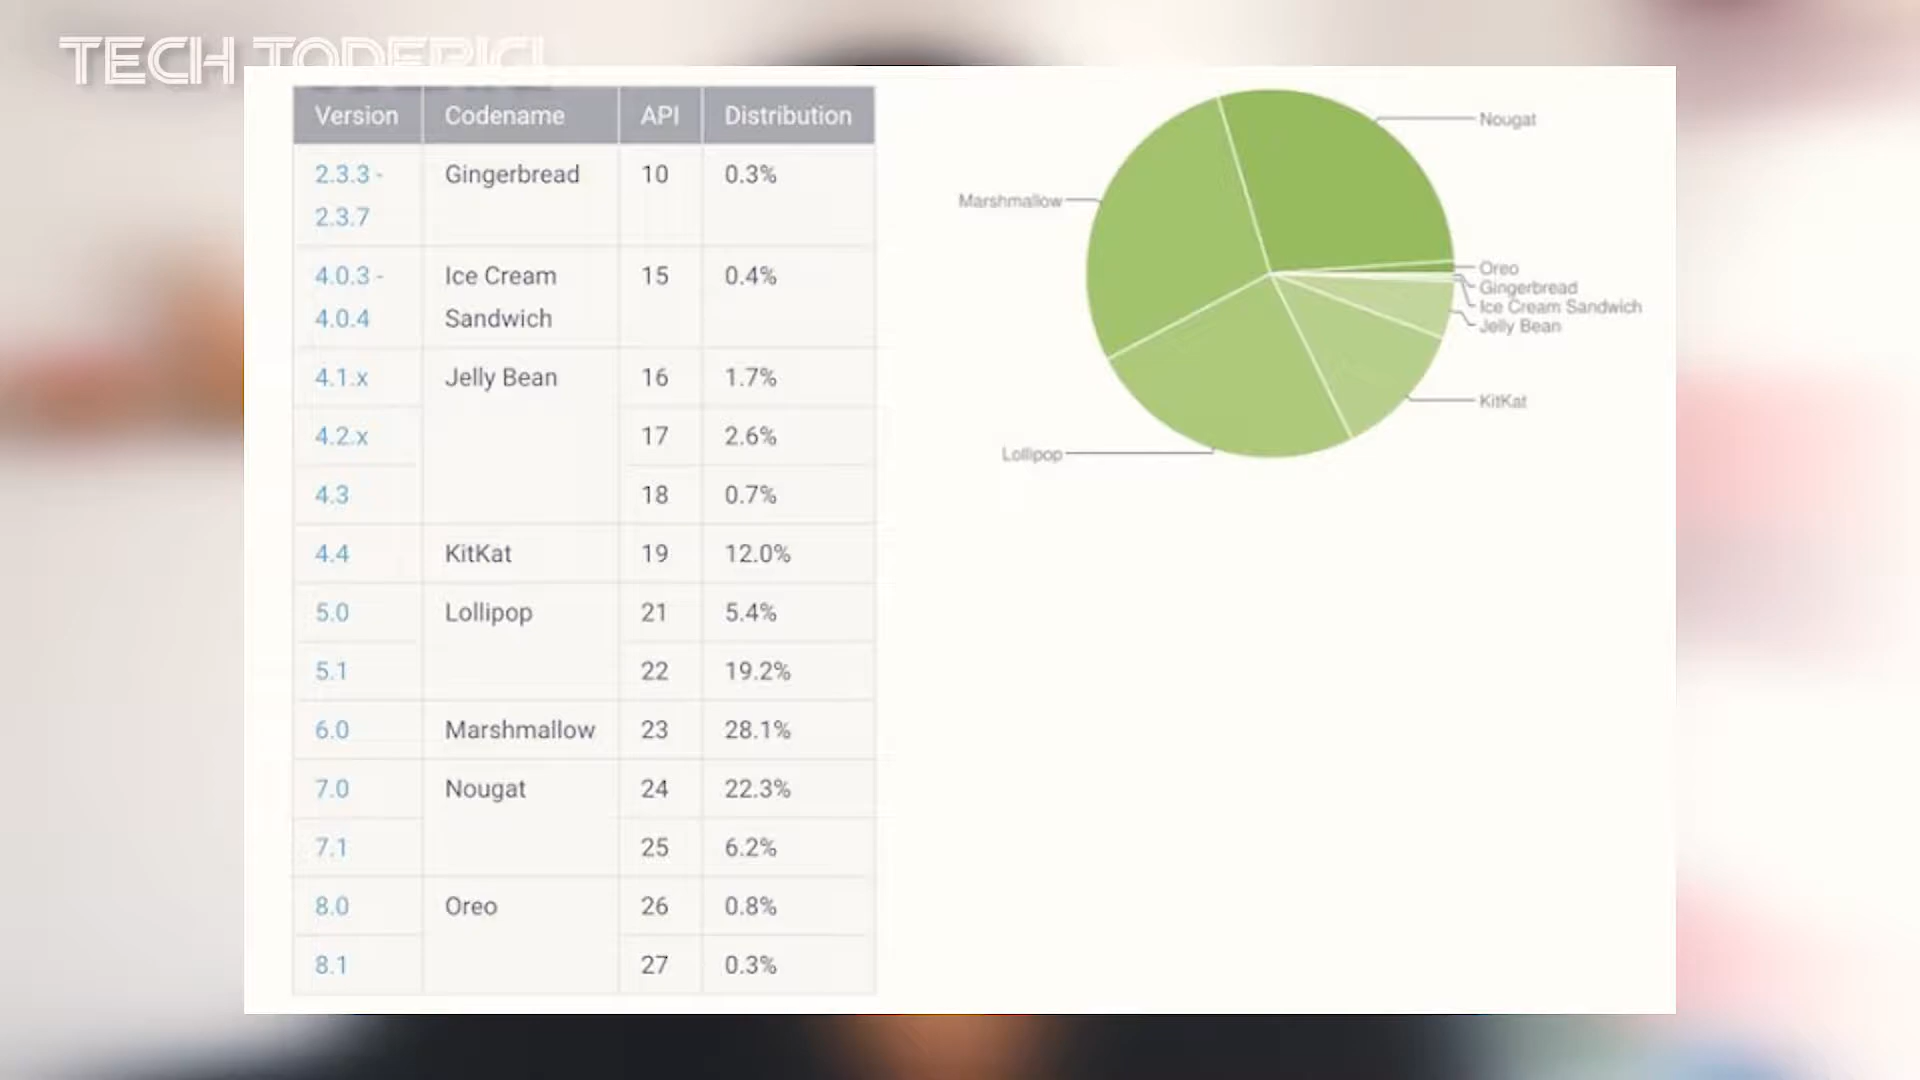 TECH TODERICI
Version Codename API Distribution
2.3.3 - Gingerbread 10 0.3%
2.3.7
4.0.3 - Ice Cream 15 0.4%
4.0.4 Sandwich
4.1.x Jelly Bean 16 1.7%
4.2.x 17 2.6%
4.3 18 0.7%
4.4 KitKat 19 12.0%
5.0 Lollipop 21 5.4%
5.1 22 19.2%
6.0 Marshmallow 23 28.1%
7.0 Nougat 24 22.3%
7.1 25 6.2%
8.0 Oreo 26 0.8%
8.1 27 0.3%
Nougat
Marshmallow
Oreo
Gingerbread
Ice Cream Sandwich
Jelly Bean
KitKat
Lollipop